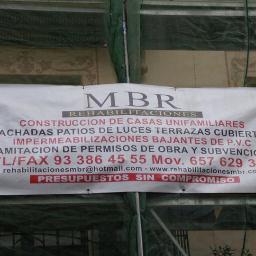 MBR
REHABILITACIONES
CONSTRUCCION DE CASAS UNIFAMILIARES
ACHADAS PATIOS DE LUCES TERRAZAS CUBIERT
IMPERMEABILIZACIONES BAJANTES DE P.V.C
AMITACION DE PERMISOS DE OBRA Y SUBVENCIO
TL/FAX 93 386 45 55 Mov. 657 629 3
rehabilitacionesmbr@hotmail.com - www.rehabilitacionesmbr.co
PRESUPUESTOS SIN COMPROMISO